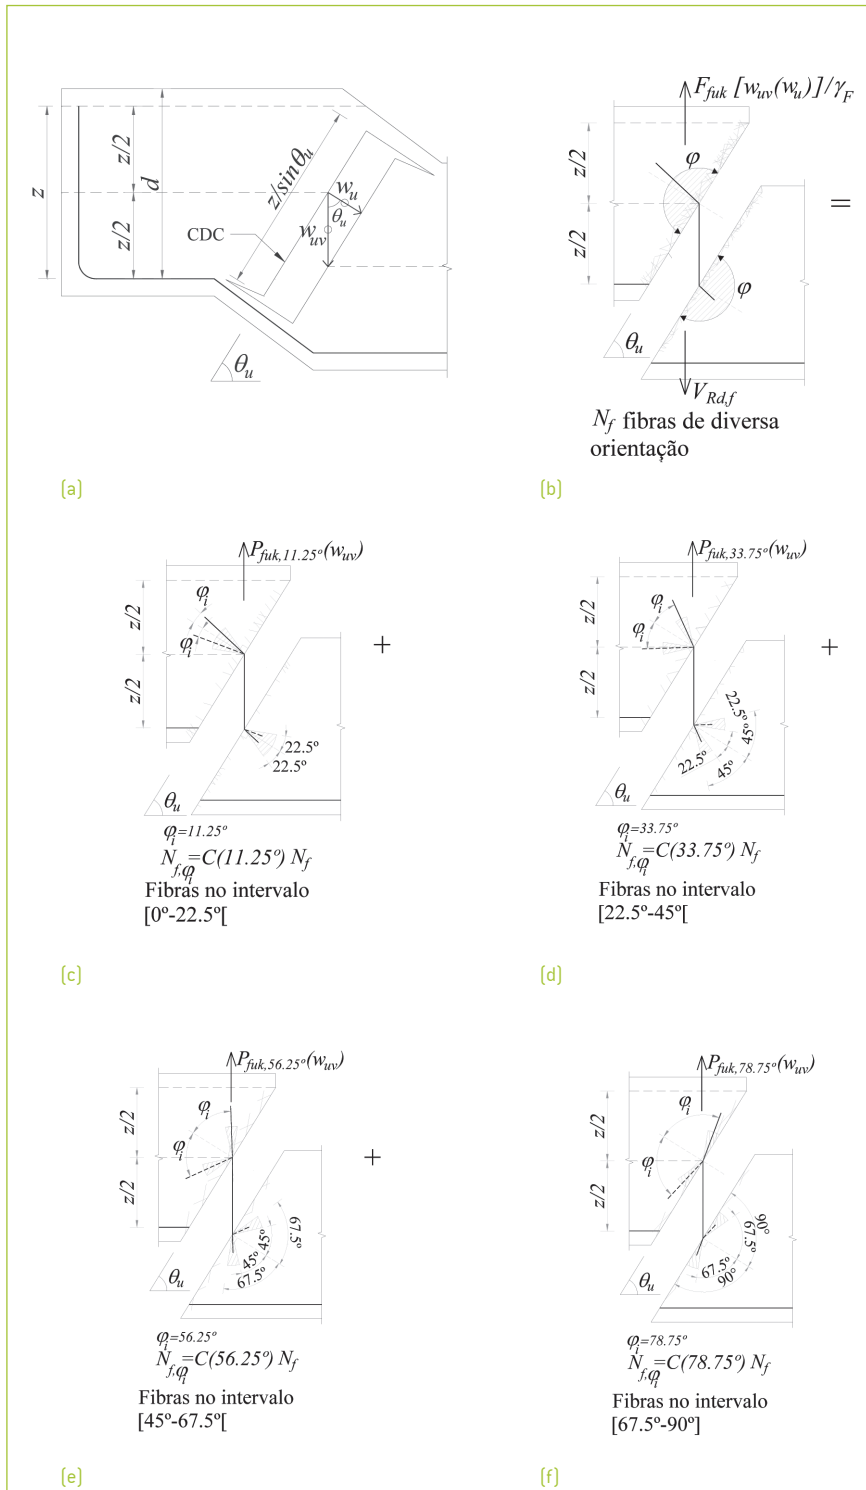 z
z/2
z/2
d
z/sinθu
wu
θu
wuv
CDC
θu
(a)
Ffuk [wuv(wu)]/γF
z/2
z/2
φ
φ
=
θu
VRd,f
Nf fibras de diversa
orientação
(b)
Pfuk,11.25º(wuv)
z/2
z/2
φi
φi
+
22.5º
22.5º
θu
φi=11.25º
Nf,φi=C(11.25º) Nf
Fibras no intervalo
[0º-22.5º[
(c)
Pfuk,33.75º(wuv)
z/2
z/2
φi
φi
+
22.5º
45º
22.5º
45º
θu
φi=33.75º
Nf,φi=C(33.75º) Nf
Fibras no intervalo
[22.5º-45º[
(d)
Pfuk,56.25º(wuv)
z/2
z/2
φi
φi
+
67.5º
45º
45º
67.5º
θu
φi=56.25º
Nf,φi=C(56.25º) Nf
Fibras no intervalo
[45º-67.5º[
(e)
Pfuk,78.75º(wuv)
z/2
z/2
φi
φi
90°
67.5º
67.5º
90°
θu
φi=78.75º
Nf,φi=C(78.75º) Nf
Fibras no intervalo
[67.5º-90º]
(f)